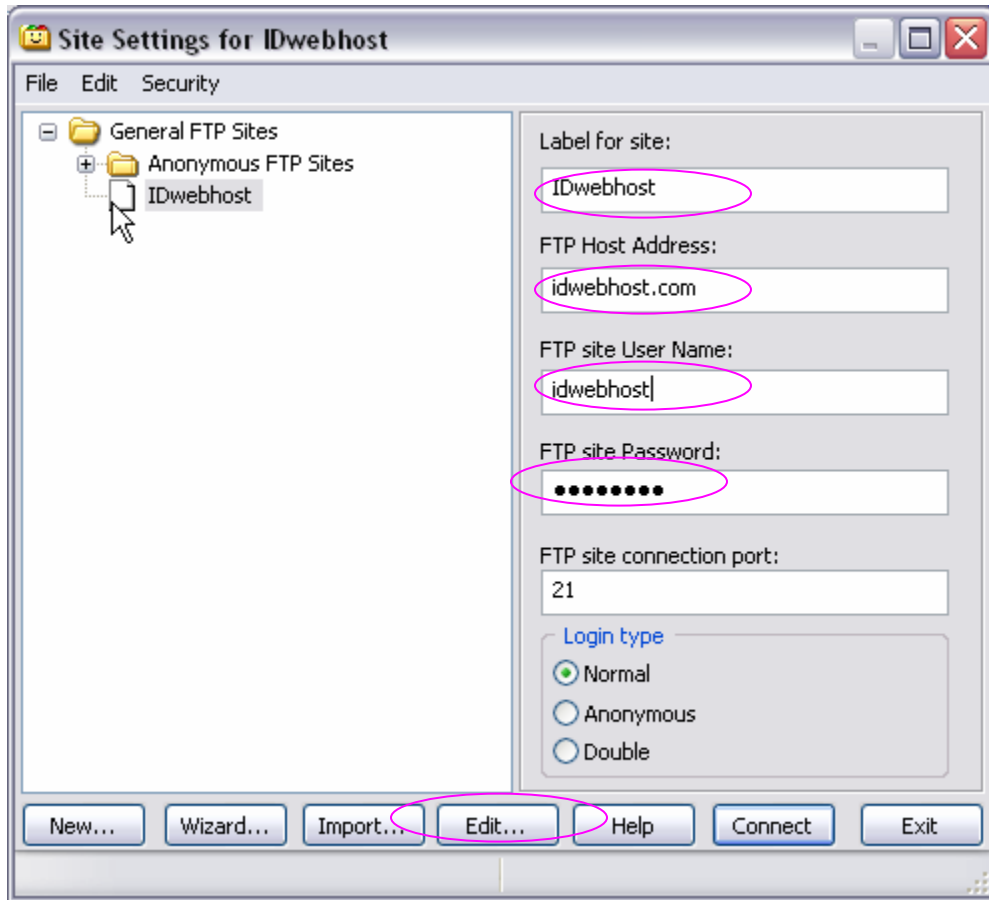 Site Settings for IDwebhost
File Edit Security
General FTP Sites
Anonymous FTP Sites
IDwebhost
Label for site:
IDwebhost
FTP Host Address:
idwebhost.com
FTP site User Name:
idwebhost
FTP site Password:
••••••••
FTP site connection port:
21
Login type
Normal
Anonymous
Double
New... Wizard... Import... Edit... Help Connect Exit